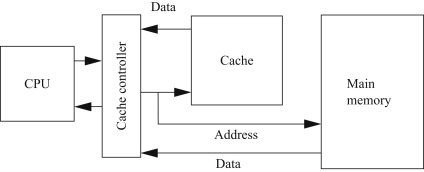 Data
CPU
Cache controller
Cache
Main
memory
Address
Data